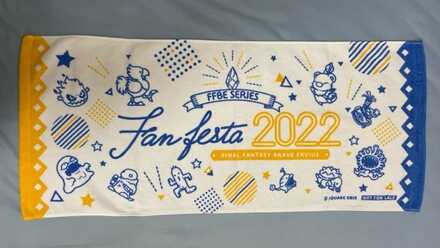 FFBE SERIES
Fan festa 2022
FINAL FANTASY BRAVE EXVIUS
© SQUARE ENIX NOT FOR SALE